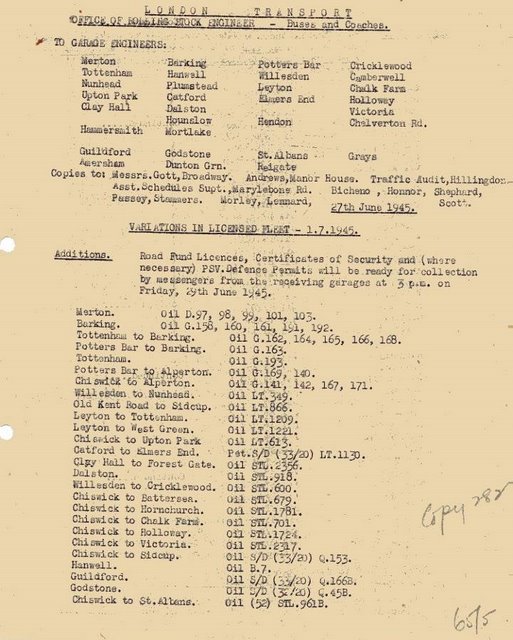 LONDON TRANSPORT
OFFICE OF ROLLING STOCK ENGINEER - Buses and Coaches.
TO GARAGE ENGINEERS:
Merton Barking Potters Bar Cricklewood
Tottenham Hanwell Willesden Camberwell
Nunhead Plumstead Leyton Chalk Farm
Upton Park Catford Elmers End Holloway
Clay Hall Dalston Victoria
Hounslow Hendon Chelverton Rd.
Hammersmith Mortlake
Guildford Godstone St.Albans Grays
Amersham Dunton Grn. Reigate
Copies to: Messrs.Gott,Broadway. Andrews,Manor House. Traffic Audit,Hillingdon
Asst.Schedules Supt.,Marylebone Rd. Bicheno , Honnor, Shephard,
Passey,Stammers. Morley, Lennard, Scott.
27th June 1945.
VARIATIONS IN LICENSED FLEET - 1.7.1945.
Additions. Road Fund Licences, Certificates of Security and (where
necessary) PSV.Defence Permits will be ready for collection
by messengers from the receiving garages at 3 p.m. on
Friday, 29th June 1945.
Merton. Oil D.97, 98, 99, 101, 103.
Barking. Oil G.158, 160, 161, 191, 192.
Tottenham to Barking. Oil G.162, 164, 165, 166, 168.
Potters Bar to Barking. Oil G.163.
Tottenham. Oil G.193.
Potters Bar to Alperton. Oil G.169, 140.
Chiswick to Alperton. Oil G.141, 142, 167, 171.
Willesden to Nunhead. Oil LT.349.
Old Kent Road to Sidcup. Oil LT.866.
Leyton to Tottenham. Oil LT.1209.
Leyton to West Green. Oil LT.1221.
Chiswick to Upton Park Oil LT.613.
Catford to Elmers End. Pet.S/D (33/20) LT.1130.
Clay Hall to Forest Gate. Oil STL.2356.
Dalston. Oil STL.918.
Willesden to Cricklewood. Oil STL.600.
Chiswick to Battersea. Oil STL.679.
Chiswick to Hornchurch. Oil STL.1781.
Chiswick to Chalk Farm. Oil STL.701.
Chiswick to Holloway. Oil STL.1724.
Chiswick to Victoria. Oil STL.2317.
Chiswick to Sidcup. Oil S/D (33/20) Q.153.
Hanwell. Oil B.7.
Guildford. Oil S/D (33/20) Q.166B.
Godstone. Oil S/D (32/20) Q.45B.
Chiswick to St.Albans. Oil (52) STL.961B.
Copy 282
65/5